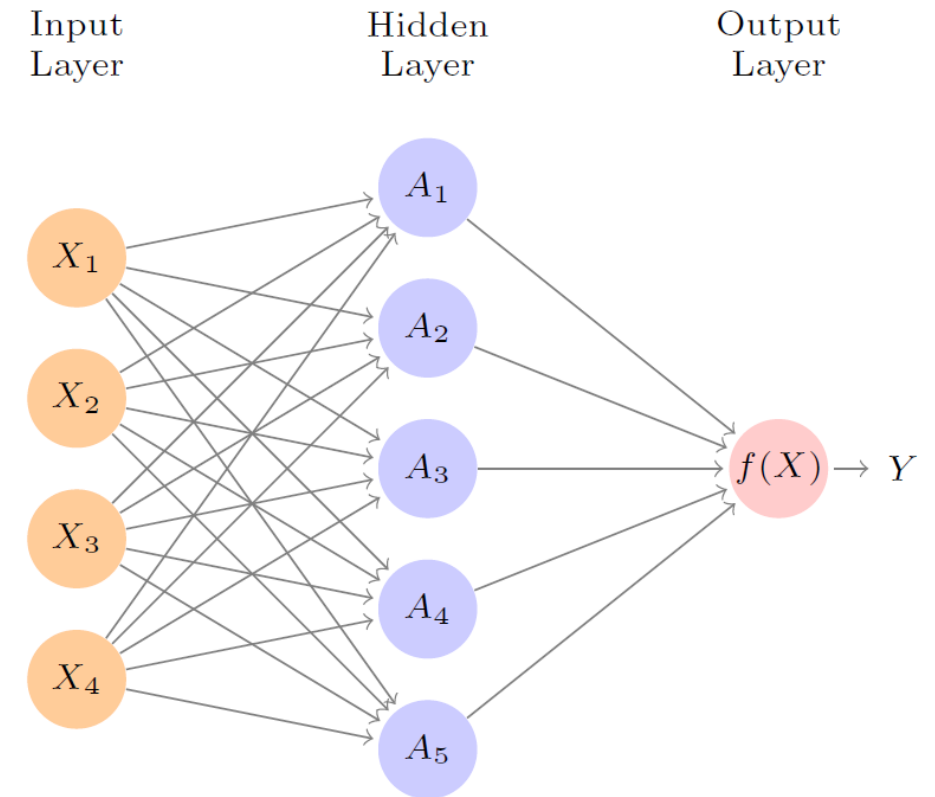 Input
Layer
Hidden
Layer
Output
Layer
X₁
X₂
X₃
X₄
A₁
A₂
A₃
A₄
A₅
f(X)
Y